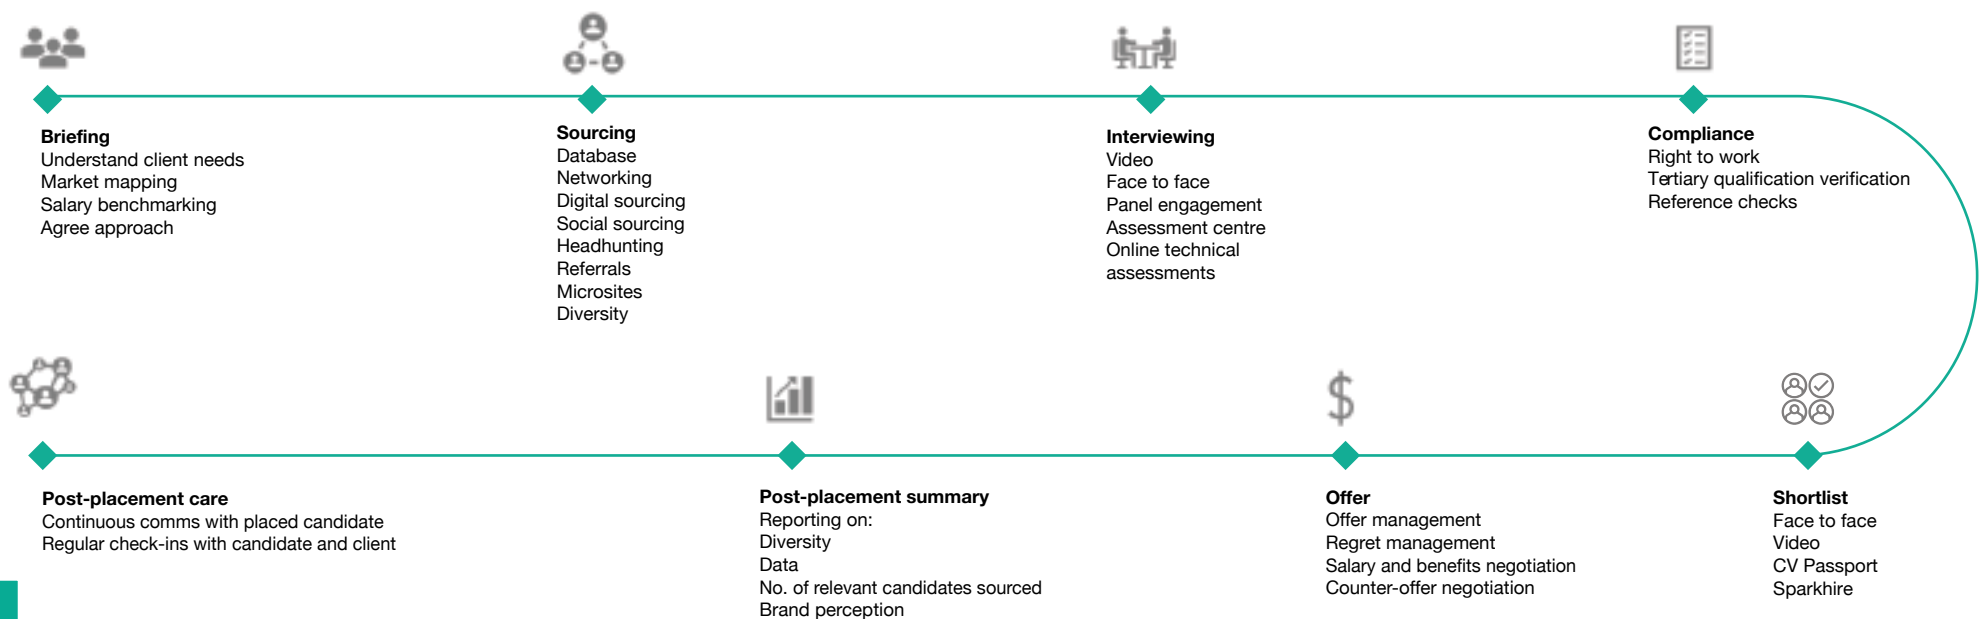 Briefing
Understand client needs
Market mapping
Salary benchmarking
Agree approach
Sourcing
Database
Networking
Digital sourcing
Social sourcing
Headhunting
Referrals
Microsites
Diversity
Interviewing
Video
Face to face
Panel engagement
Assessment centre
Online technical
assessments
Compliance
Right to work
Tertiary qualification verification
Reference checks
Post-placement care
Continuous comms with placed candidate
Regular check-ins with candidate and client
Post-placement summary
Reporting on:
Diversity
Data
No. of relevant candidates sourced
Brand perception
$
Offer
Offer management
Regret management
Salary and benefits negotiation
Counter-offer negotiation
Shortlist
Face to face
Video
CV Passport
Sparkhire